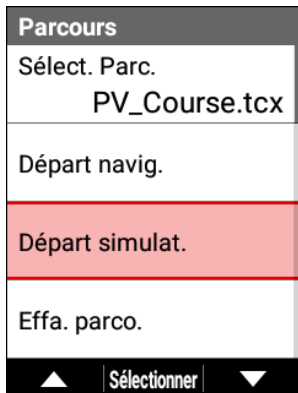 Parcours
Sélect. Parc.
PV_Course.tcx
Départ navig.
Départ simulat.
Effa. parco.
Sélectionner